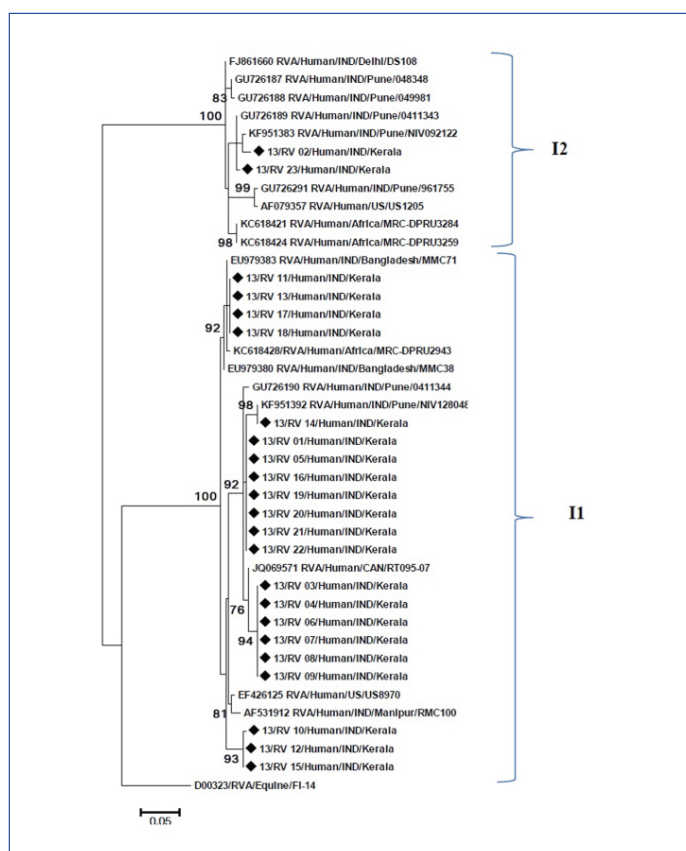 FJ861660 RVA/Human/IND/Delhi/DS108
GU726187 RVA/Human/IND/Pune/048348
83
GU726188 RVA/Human/IND/Pune/049981
100
GU726189 RVA/Human/IND/Pune/0411343
KF951383 RVA/Human/IND/Pune/NIV092122
13/RV 02/Human/IND/Kerala
I2
13/RV 23/Human/IND/Kerala
99
GU726291 RVA/Human/IND/Pune/961755
AF079357 RVA/Human/US/US1205
KC618421 RVA/Human/Africa/MRC-DPRU3284
98
KC618424 RVA/Human/Africa/MRC-DPRU3259
EU979383 RVA/Human/IND/Bangladesh/MMC71
13/RV 11/Human/IND/Kerala
13/RV 13/Human/IND/Kerala
13/RV 17/Human/IND/Kerala
92
13/RV 18/Human/IND/Kerala
KC618428/RVA/Human/Africa/MRC-DPRU2943
EU979380 RVA/Human/IND/Bangladesh/MMC38
GU726190 RVA/Human/IND/Pune/0411344
98
KF951392 RVA/Human/IND/Pune/NIV128048
13/RV 14/Human/IND/Kerala
13/RV 01/Human/IND/Kerala
13/RV 05/Human/IND/Kerala
92
13/RV 16/Human/IND/Kerala
100
13/RV 19/Human/IND/Kerala
13/RV 20/Human/IND/Kerala
I1
13/RV 21/Human/IND/Kerala
13/RV 22/Human/IND/Kerala
JQ069571 RVA/Human/CAN/RT095-07
13/RV 03/Human/IND/Kerala
13/RV 04/Human/IND/Kerala
76
13/RV 06/Human/IND/Kerala
94
13/RV 07/Human/IND/Kerala
13/RV 08/Human/IND/Kerala
13/RV 09/Human/IND/Kerala
EF426125 RVA/Human/US/US8970
81
AF531912 RVA/Human/IND/Manipur/RMC100
13/RV 10/Human/IND/Kerala
13/RV 12/Human/IND/Kerala
93
13/RV 15/Human/IND/Kerala
D00323/RVA/Equine/FI-14
0.05